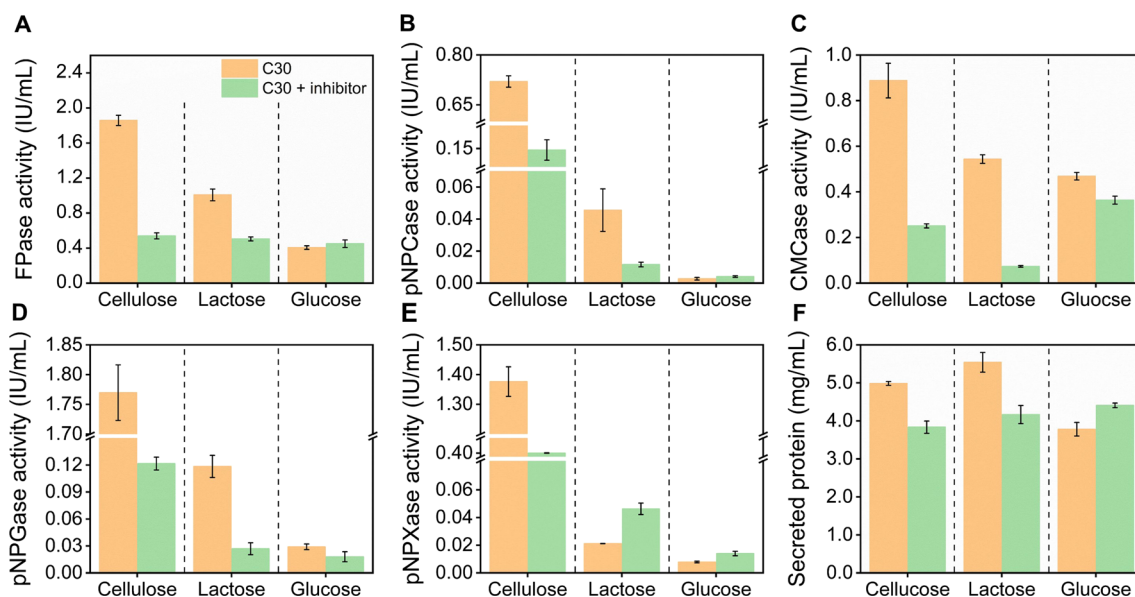 A
FPase activity (IU/mL)
2.4
2.0
1.6
1.2
0.8
0.4
0.0
C30
C30 + inhibitor
Cellulose Lactose Glucose
B
pNPCase activity (IU/mL)
0.80
0.65
0.15
0.06
0.04
0.02
0.00
Cellulose Lactose Glucose
C
CMCase activity (IU/mL)
1.0
0.8
0.6
0.4
0.2
0.0
Cellulose Lactose Gluocse
D
pNPGase activity (IU/mL)
1.85
1.80
1.75
1.70
0.12
0.09
0.06
0.03
0.00
Cellulose Lactose Glucose
E
pNPXase activity (IU/mL)
1.50
1.40
1.30
0.40
0.06
0.04
0.02
0.00
Cellulose Lactose Glucose
F
Secreted protein (mg/mL)
6.0
5.0
4.0
3.0
2.0
1.0
0.0
Cellucose Lactose Glucose